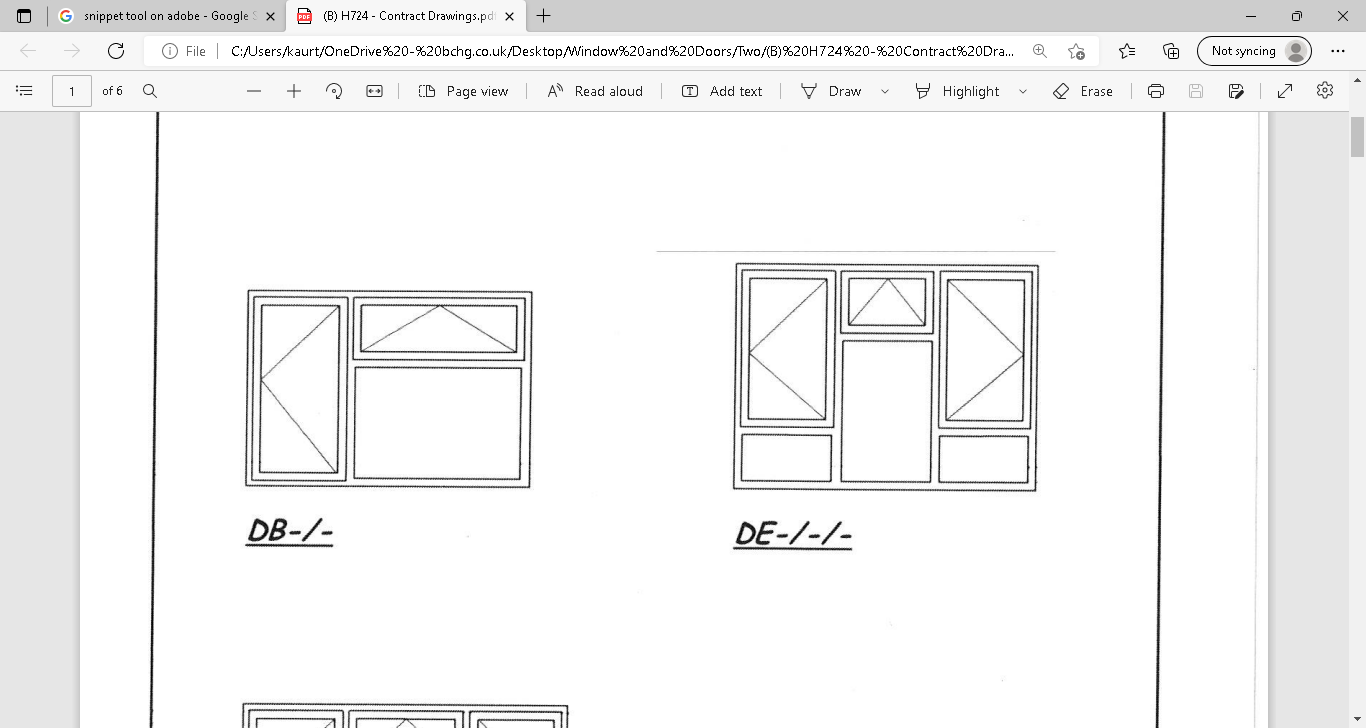 snippet tool on adobe - Google S
(B) H724 - Contract Drawings.pdf
File
C:/Users/kaurt/OneDrive%20-%20bchg.co.uk/Desktop/Window%20and%20Doors/Two/(B)%20H724%20-%20Contract%20Dra...
Not syncing
1 of 6
Page view
Read aloud
Add text
Draw
Highlight
Erase
DB-/-
DE-/-/-